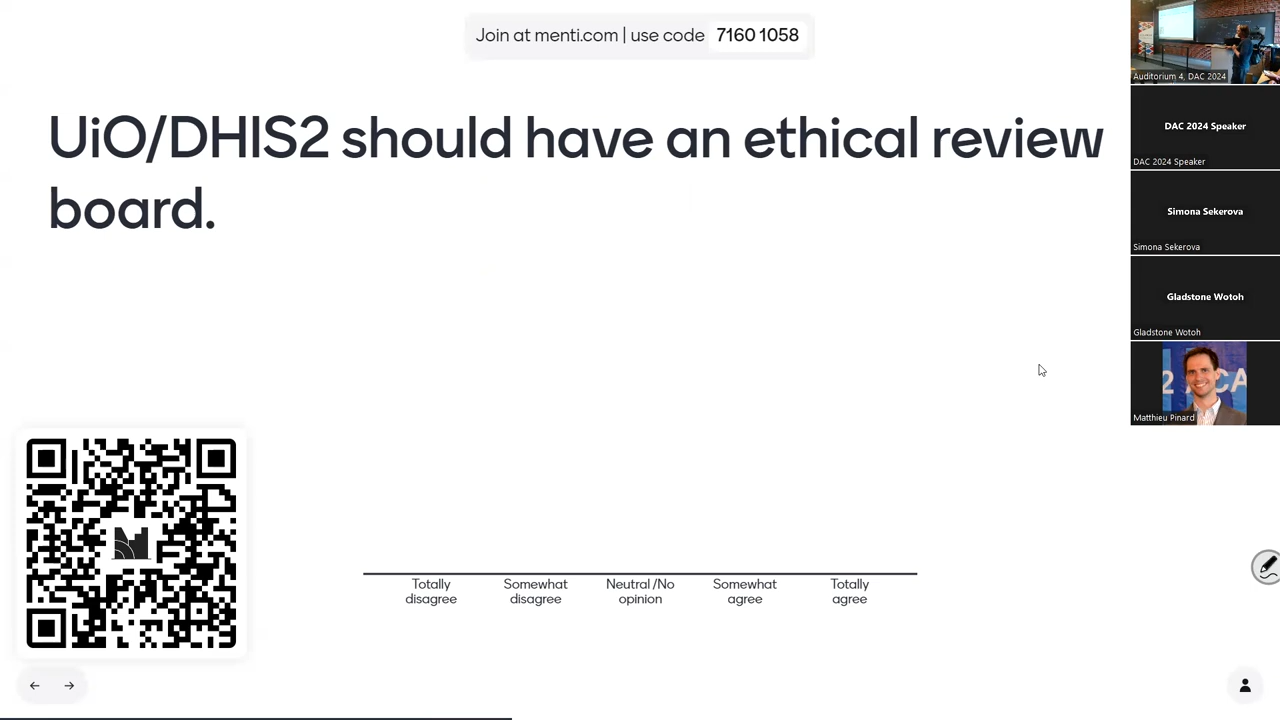 Join at menti.com | use code 7160 1058
UiO/DHIS2 should have an ethical review
board.
Totally
disagree
Somewhat
disagree
Neutral /No
opinion
Somewhat
agree
Totally
agree
Auditorium 4, DAC 2024
DAC 2024 Speaker
DAC 2024 Speaker
Simona Sekerova
Simona Sekerova
Gladstone Wotoh
Gladstone Wotoh
Matthieu Pinard